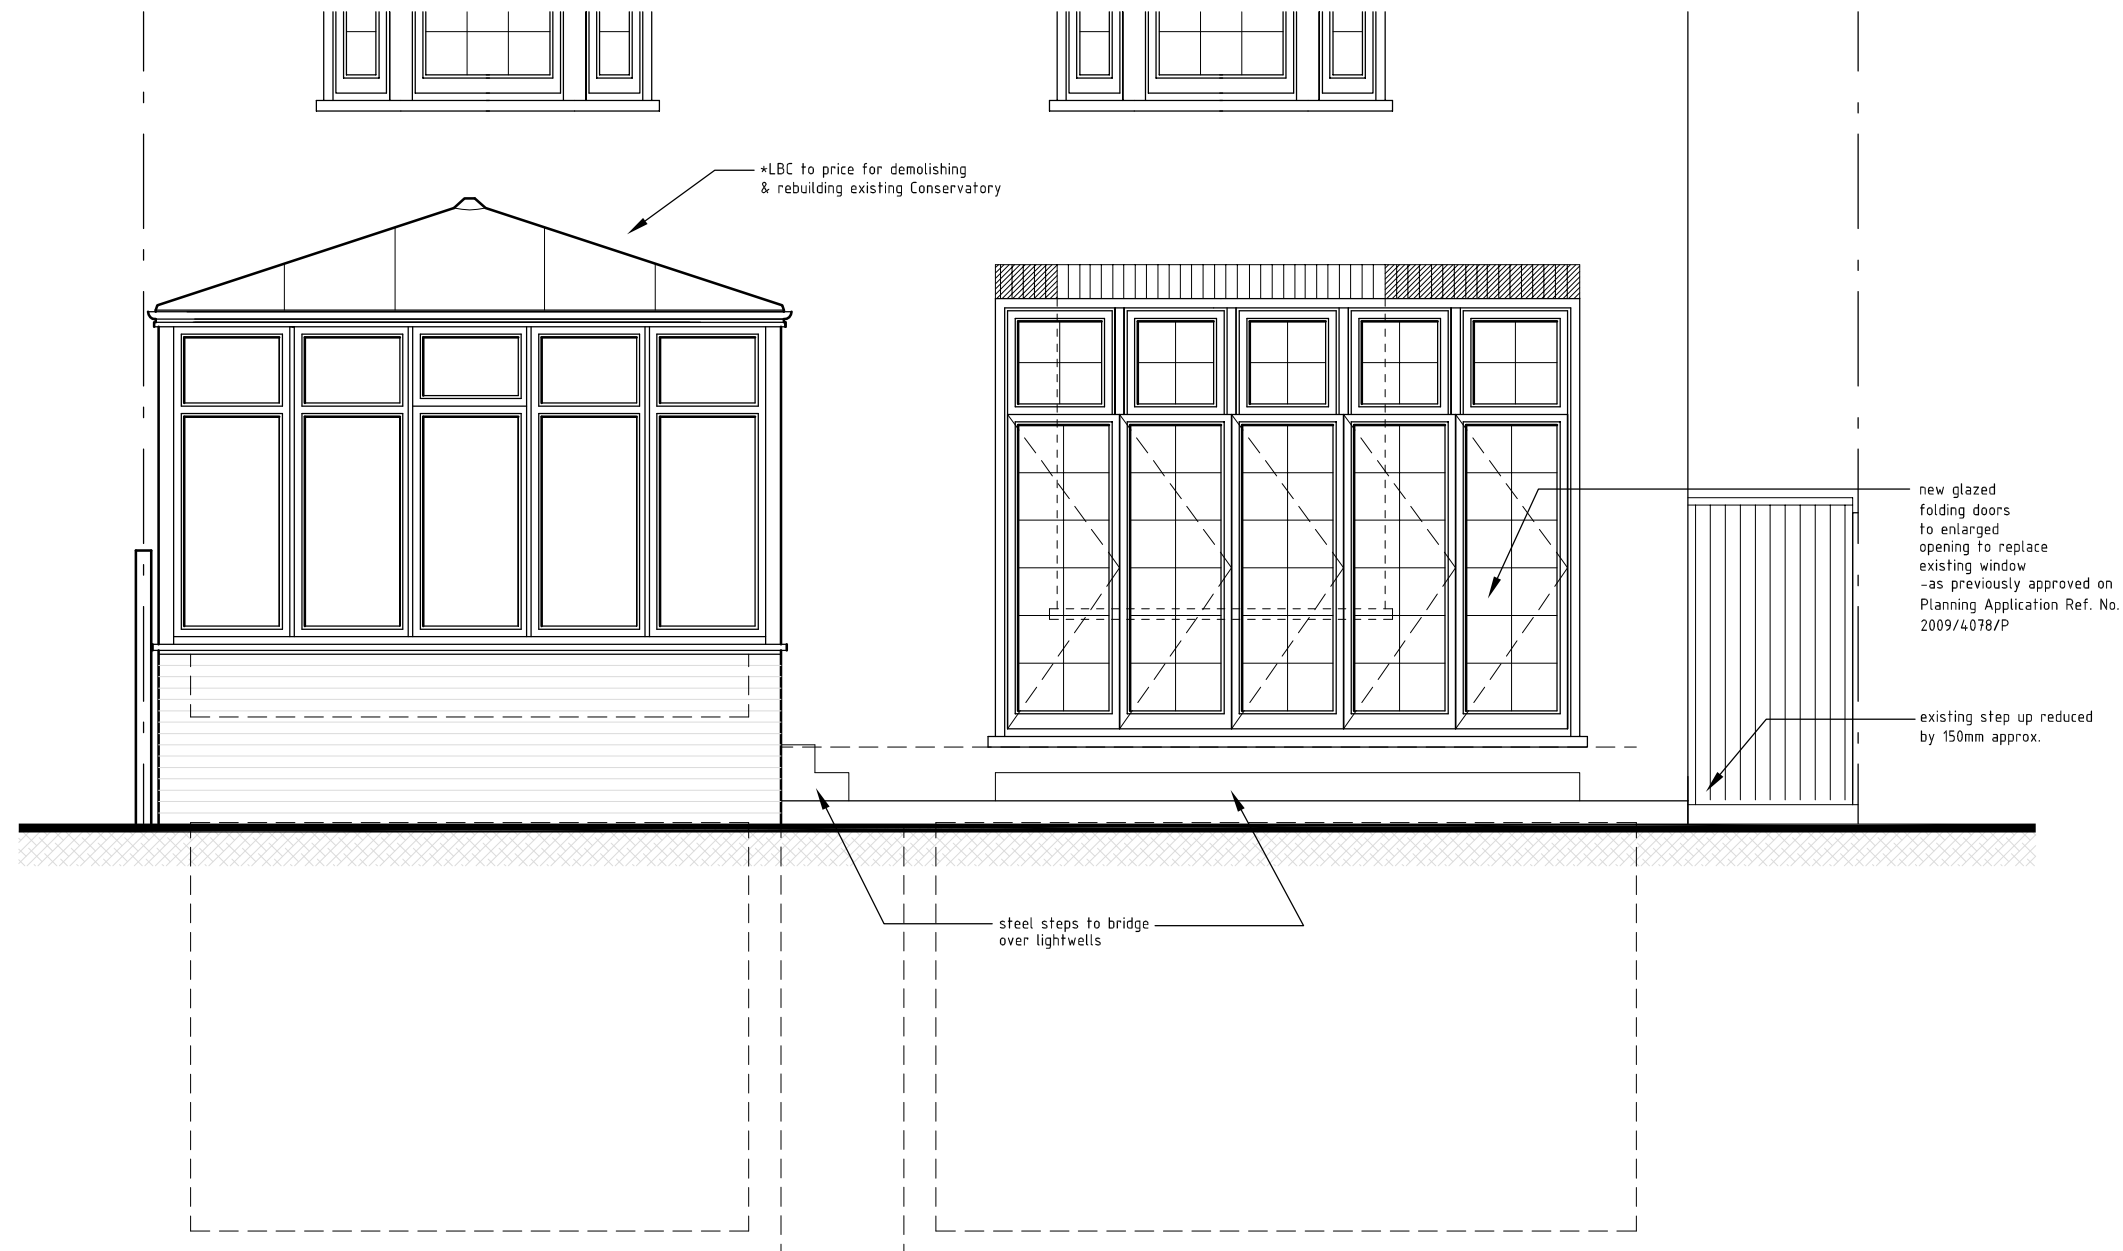 *LBC to price for demolishing
& rebuilding existing Conservatory
new glazed
folding doors
to enlarged
opening to replace
existing window
-as previously approved on
Planning Application Ref. No.
2009/4078/P
existing step up reduced
by 150mm approx.
steel steps to bridge
over lightwells